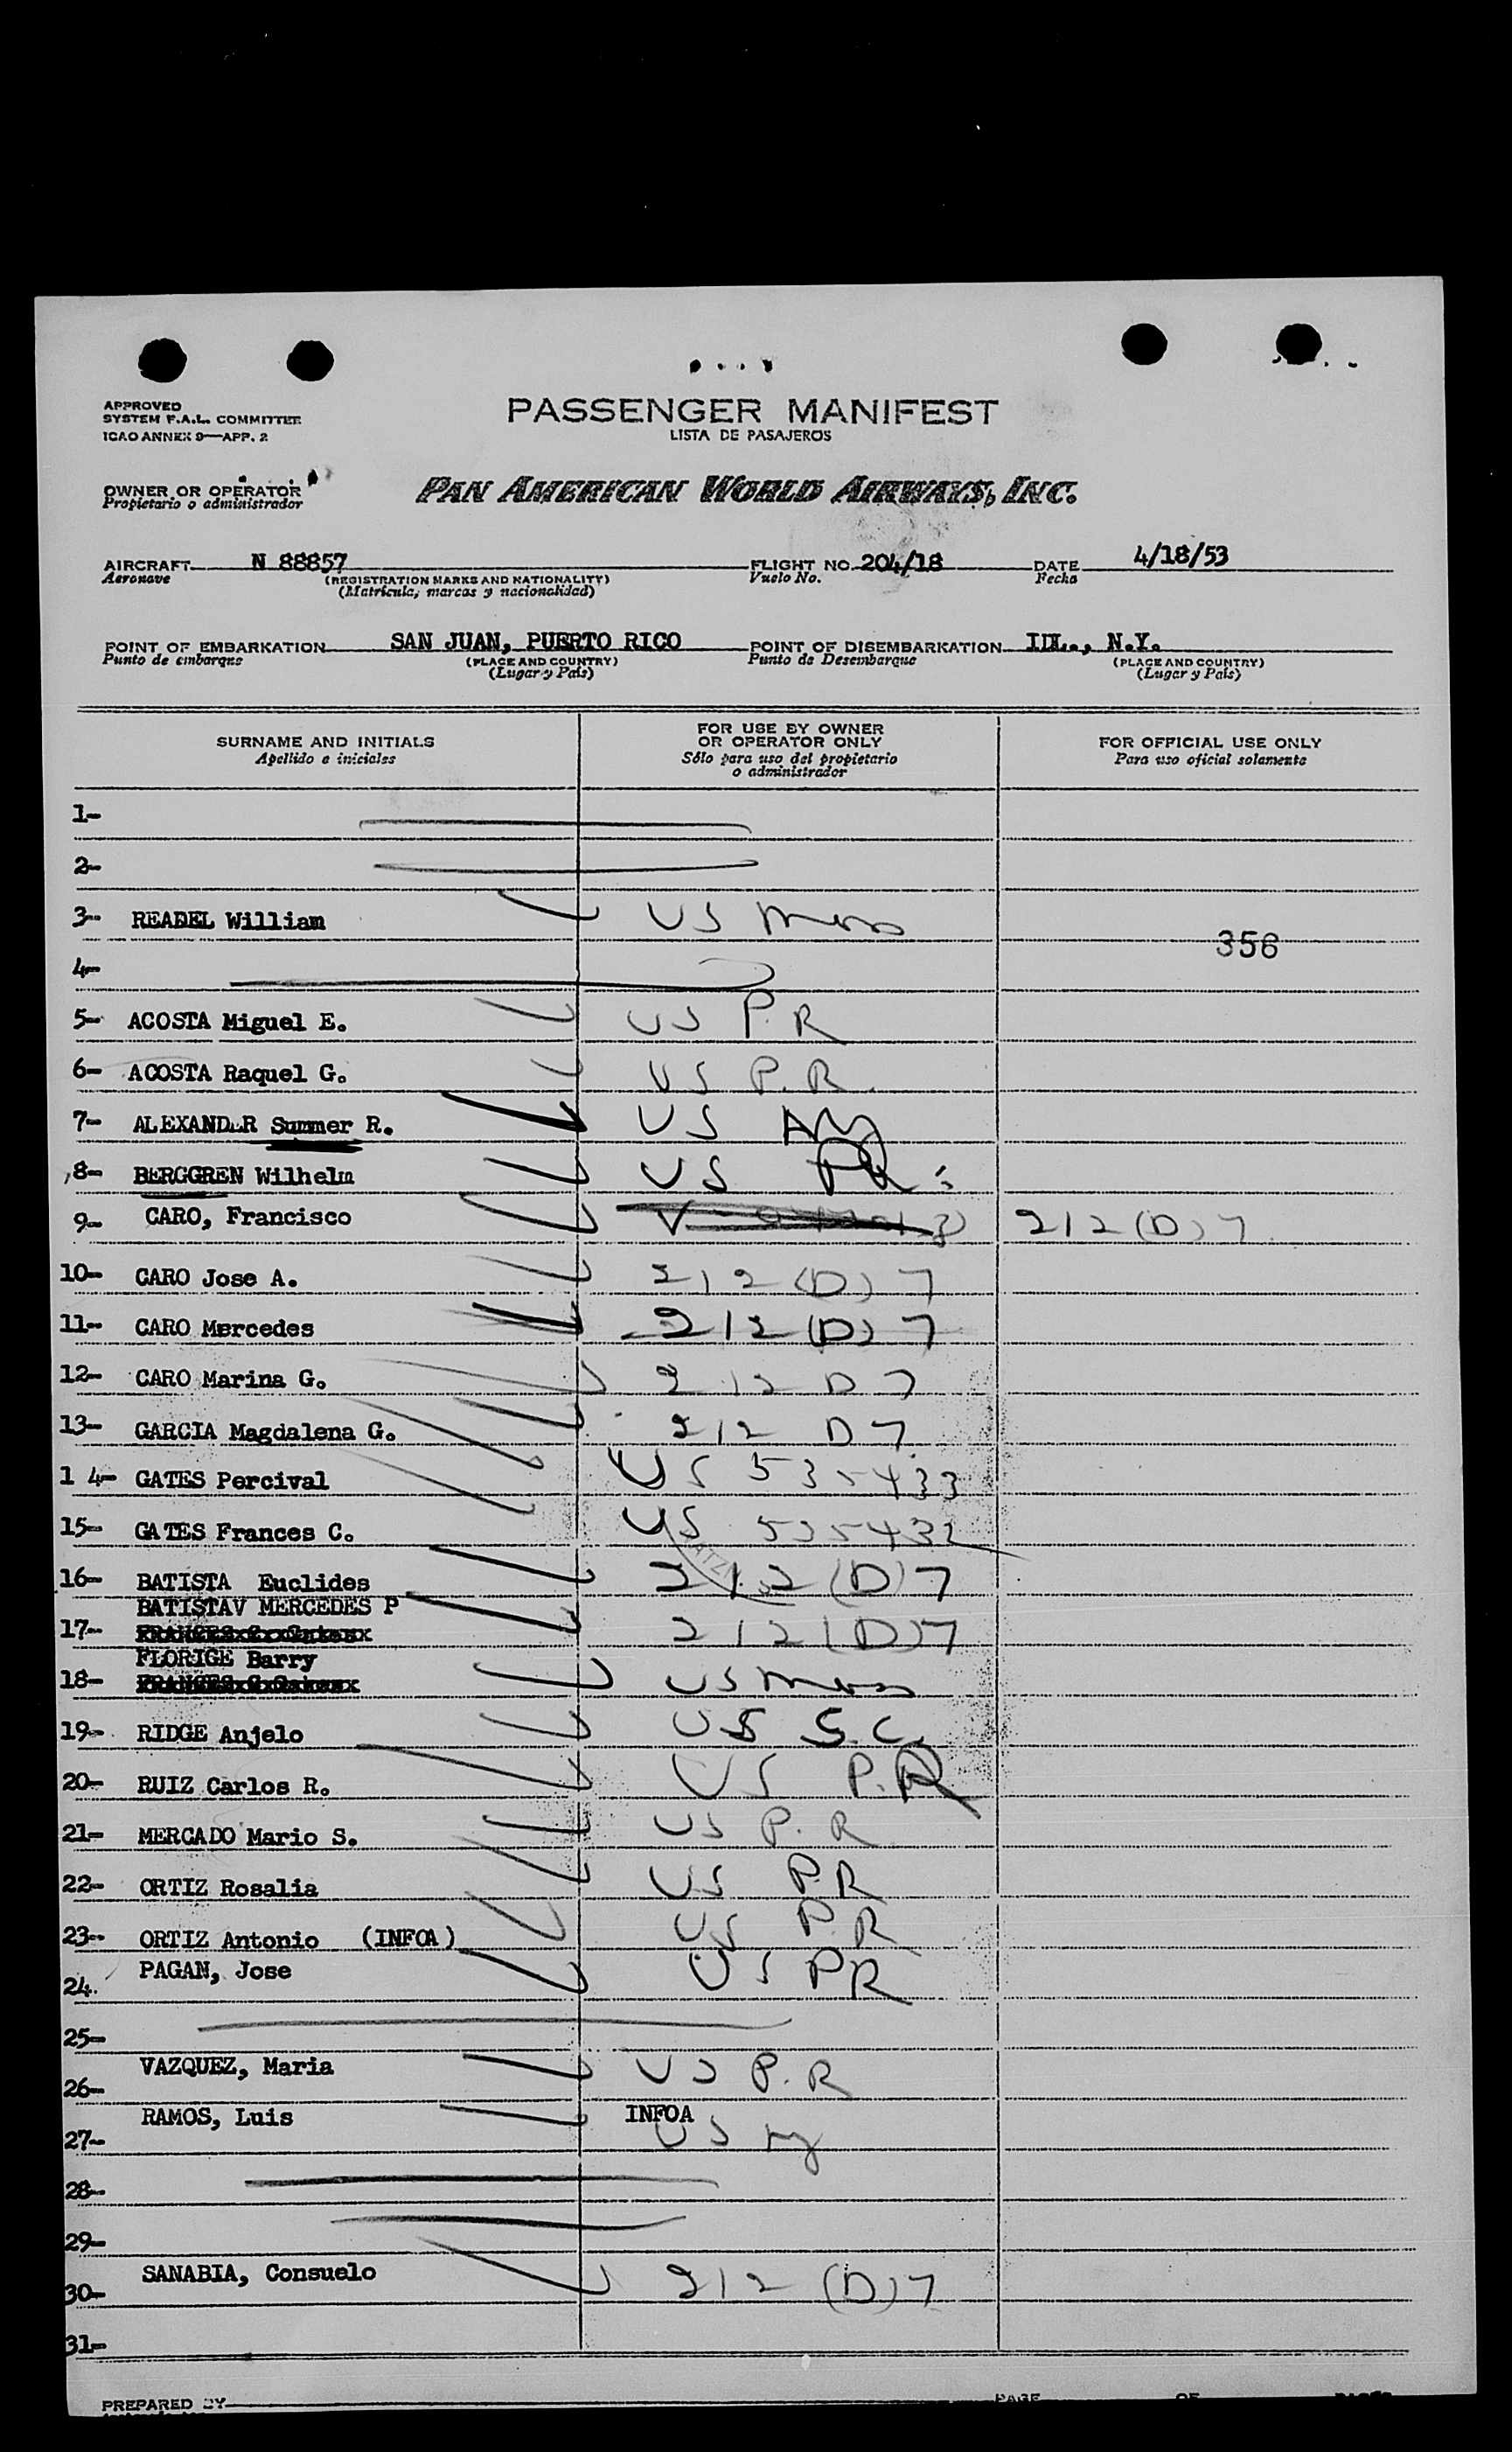 APPROVED
SYSTEM F.A.L. COMMITTEE
ICAO ANNEX 9—APP. 2
PASSENGER MANIFEST
LISTA DE PASAJEROS
OWNER OR OPERATOR
Propietario o administrador
PAN AMERICAN WORLD AIRWAYS, INC.
AIRCRAFT N 88857 FLIGHT NO. 204/18 DATE 4/18/53
Aeronave (REGISTRATION MARKS AND NATIONALITY) Vuelo No. Fecha
(Matrícula, marcas y nacionalidad)
POINT OF EMBARKATION SAN JUAN, PUERTO RICO POINT OF DISEMBARKATION N.Y.
Punto de embarque (PLACE AND COUNTRY) Punto de Desembarque (PLACE AND COUNTRY)
(Lugar y País) (Lugar y País)
SURNAME AND INITIALS FOR USE BY OWNER OR OPERATOR ONLY FOR OFFICIAL USE ONLY
Apellido e iniciales Sólo para uso del propietario o administrador Para uso oficial solamente
1-
2-
3- READEL William US
356
4-
5- ACOSTA Miguel E. US P.R
6- ACOSTA Raquel G. US P.R.
7- ALEXANDER Summer R. US
8- BERGGREN Wilhelm US PR
9- CARO, Francisco 212(D)7
10- CARO Jose A. 212(D)7
11- CARO Mercedes 212(D)7
12- CARO Marina G. 212 D 7
13- GARCIA Magdalena G. 212 D7
1 4- GATES Percival US 535433
15- GATES Frances C. US 535432
16- BATISTA Euclides 212(D)7
BATISTAV MERCEDES P
17- 212(D)7
FLORIGE Barry
18- US
19- RIDGE Anjelo US S.C.
20- RUIZ Carlos R. US P.R
21- MERCADO Mario S. US P.R
22- ORTIZ Rosalia US P.R
23- ORTIZ Antonio (INFOA) US P.R
24. PAGAN, Jose US PR
25-
26- VAZQUEZ, Maria US P.R
27- RAMOS, Luis INFOA US ny
28-
29-
30- SANABIA, Consuelo 212 (D)7
31-
PREPARED BY PAGE OF PAGES